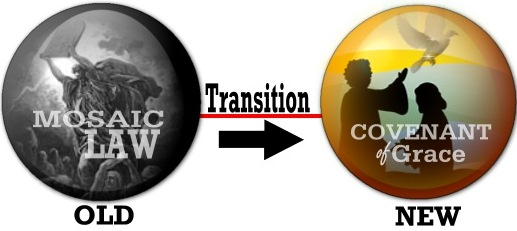 MOSAIC
LAW
OLD
Transition
COVENANT
of Grace
NEW